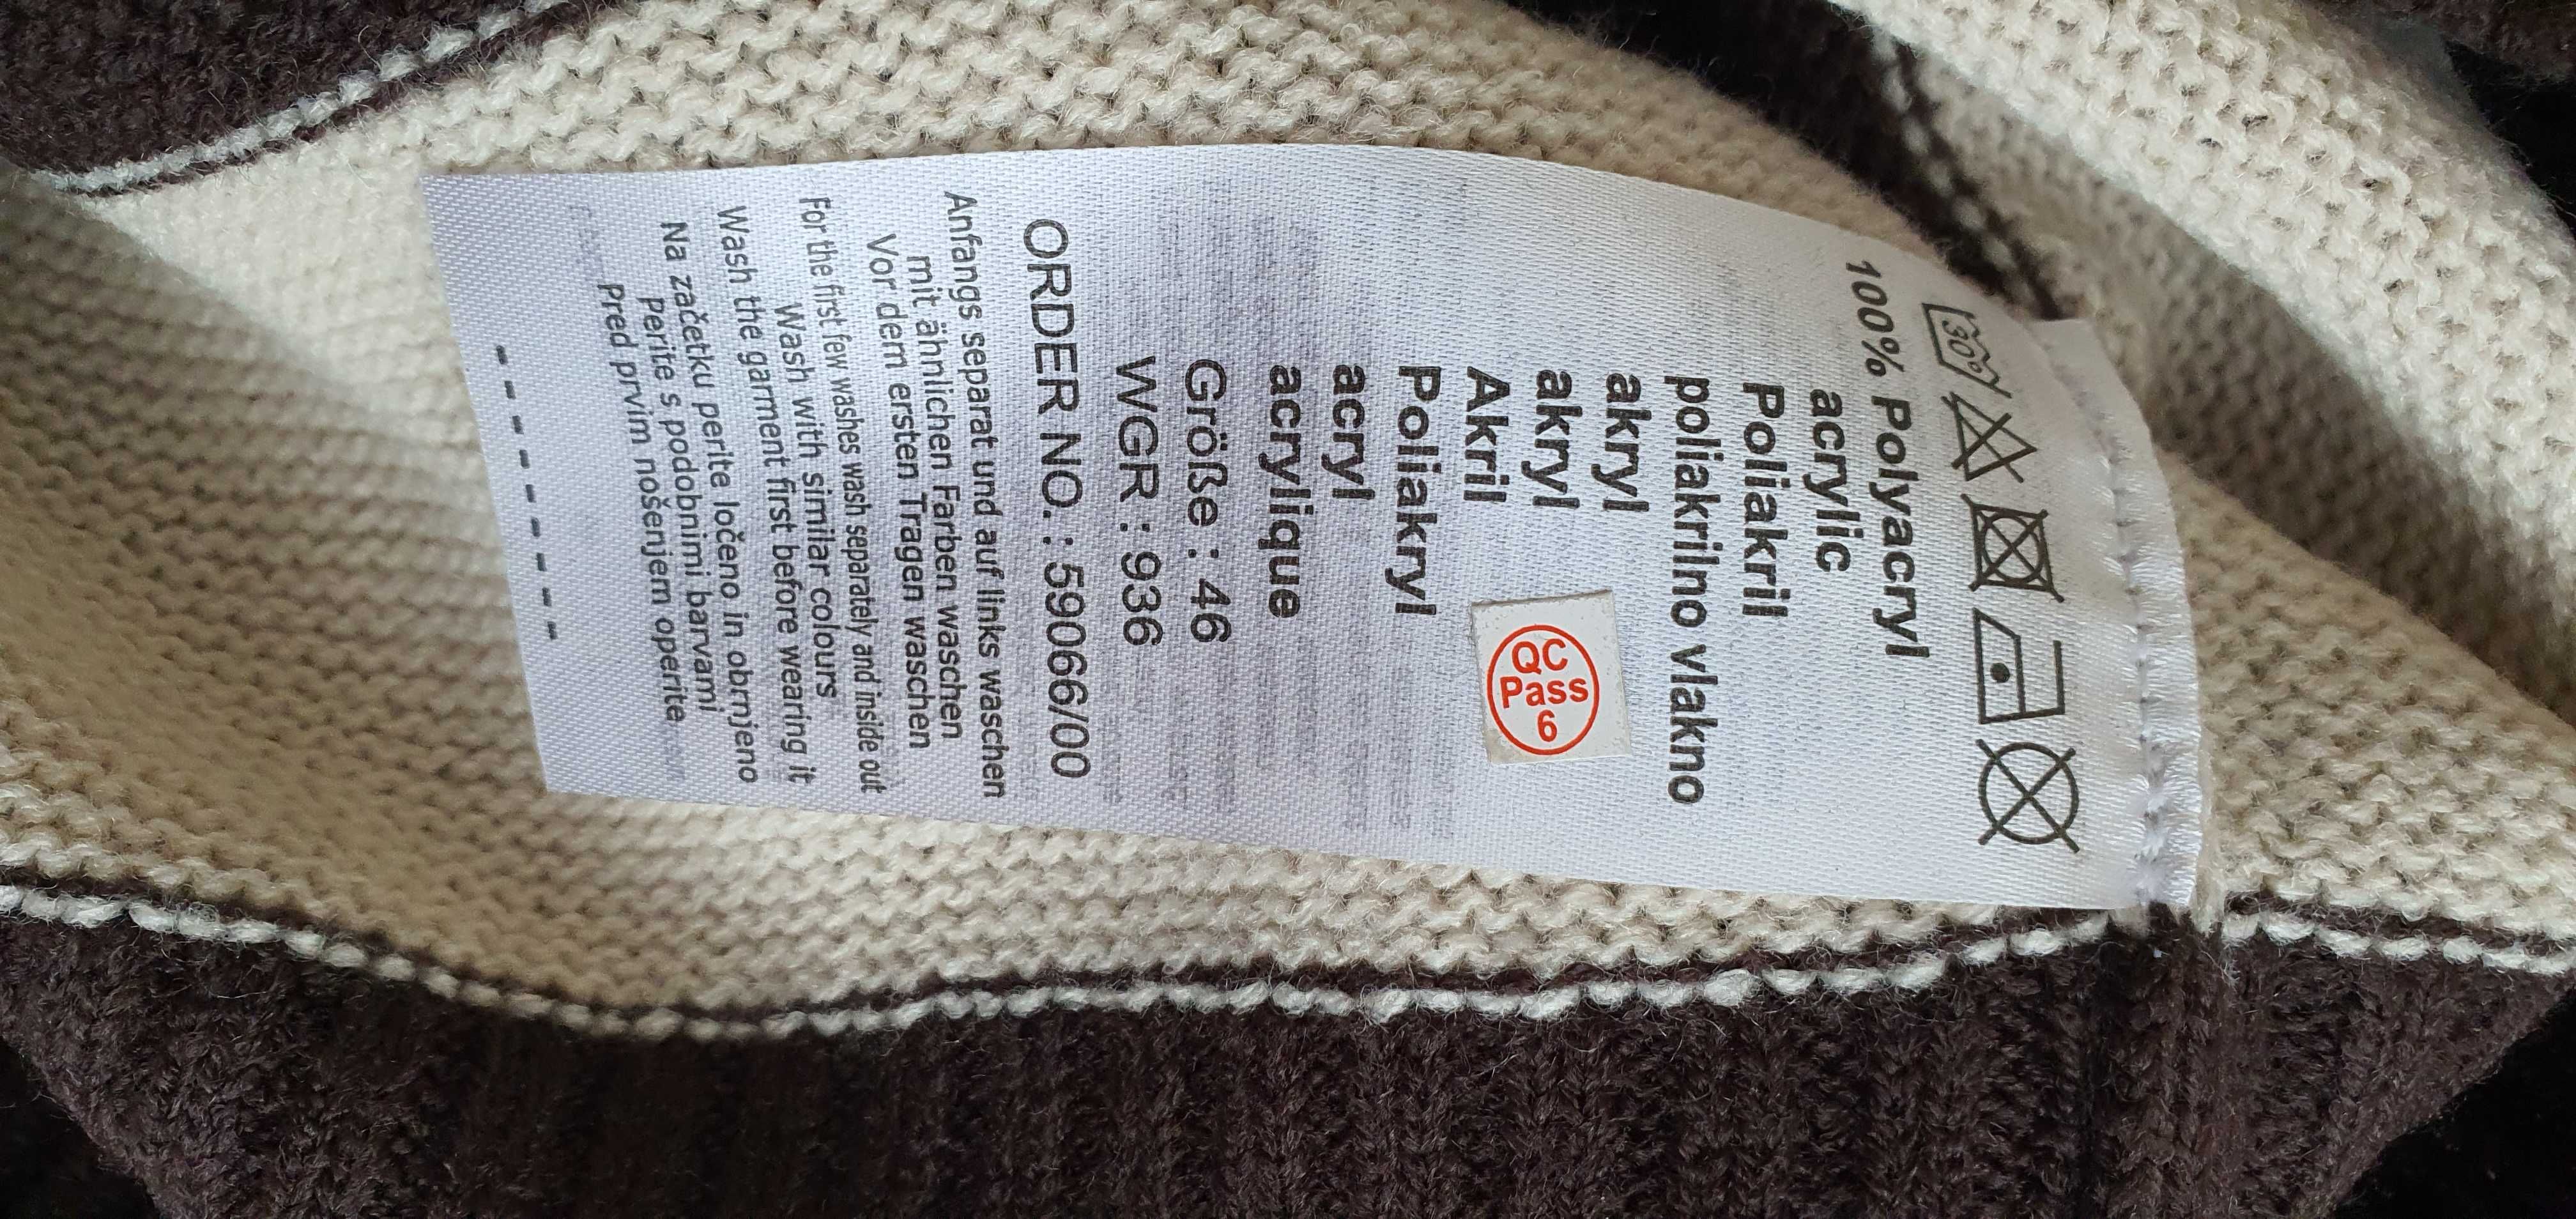 30°
100% Polyacryl
acrylic
Poliakril
poliakrilno vlakno
akryl
akryl
Akril
Poliakryl
acryl
acrylique
QC
Pass
6
Größe : 46
WGR : 936
ORDER NO. : 59066/00
Anfangs separat und auf links waschen
mit ähnlichen Farben waschen
Vor dem ersten Tragen waschen
For the first few washes wash separately and inside out
Wash with similar colours
Wash the garment first before wearing it
Na začetku perite ločeno in obrnjeno
Perite s podobnimi barvami
Pred prvim nošenjem operite